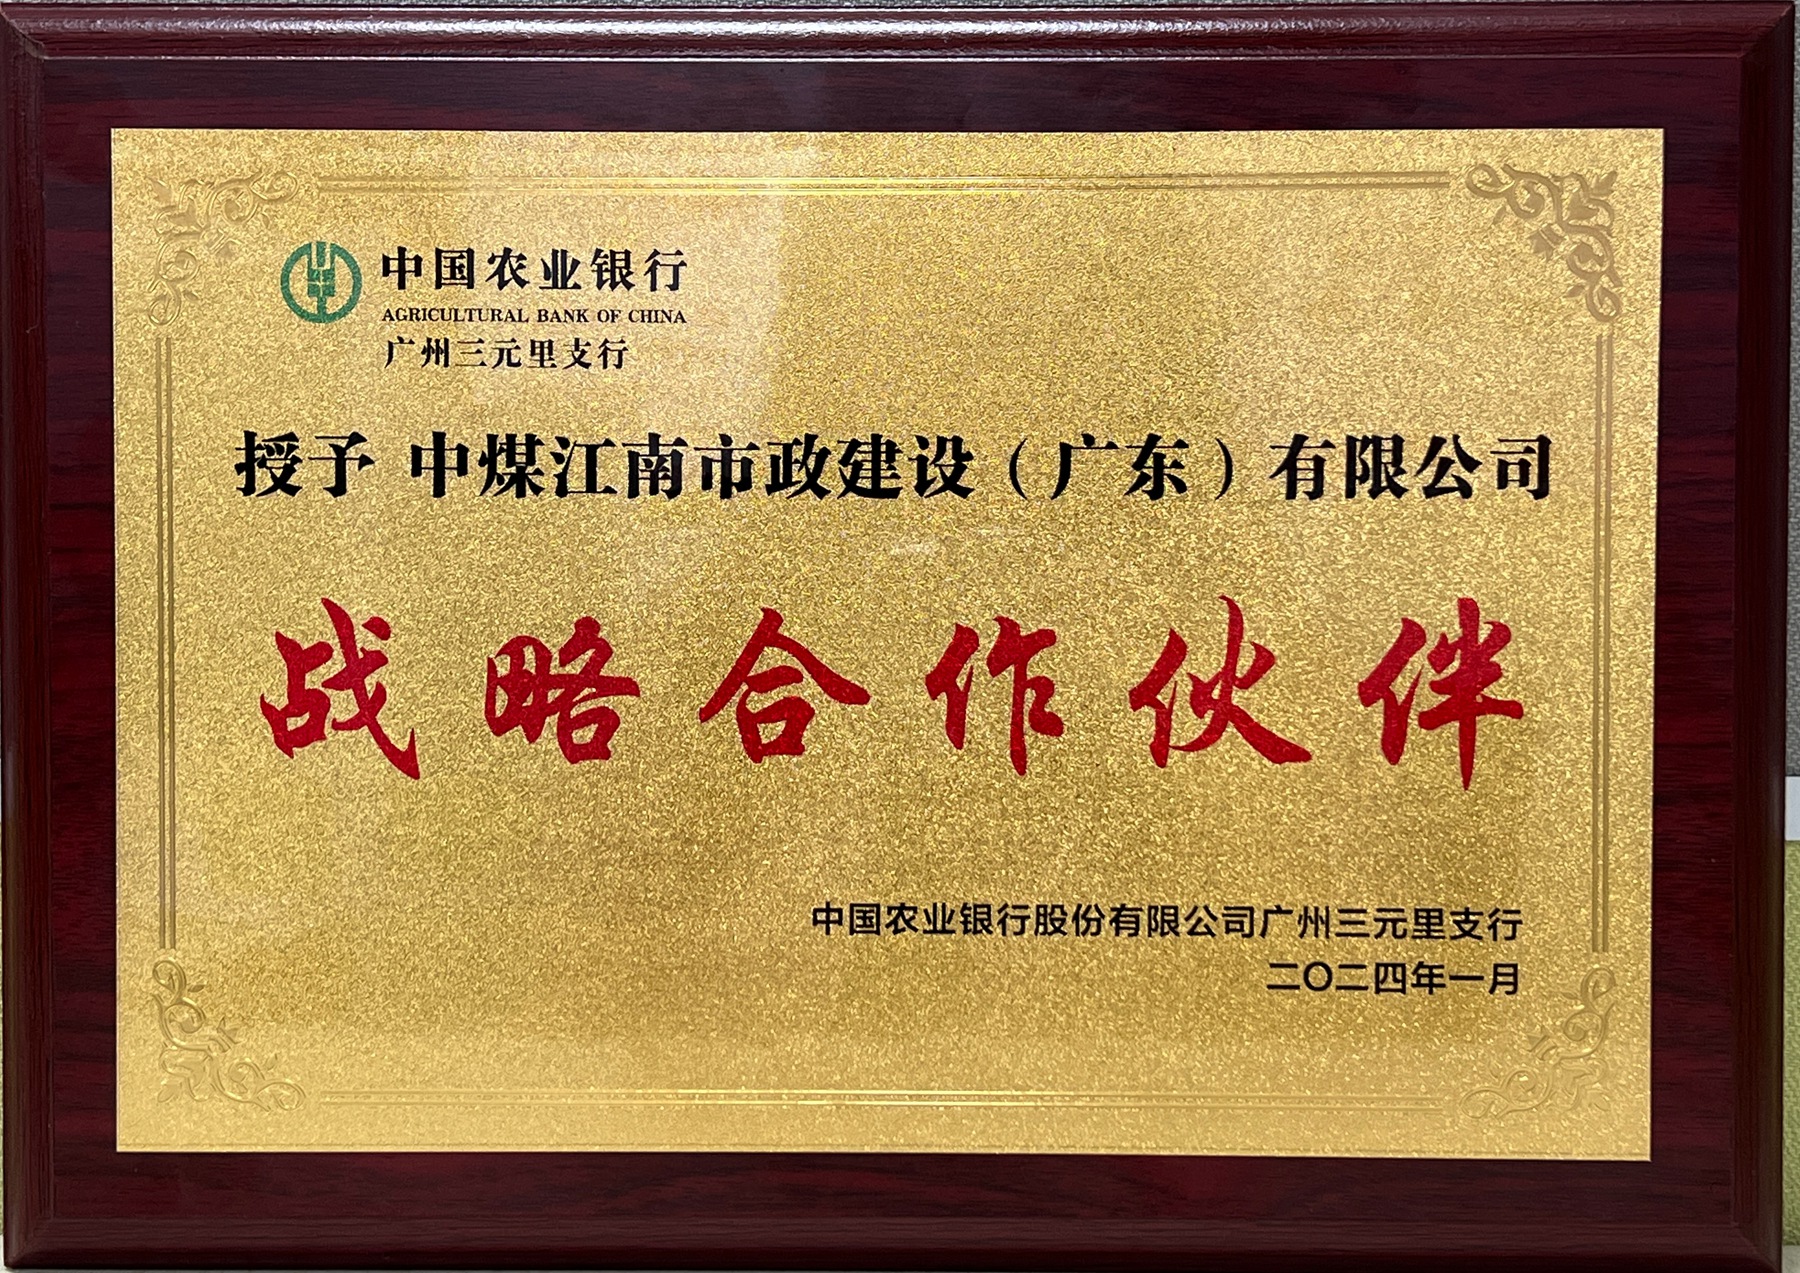 中国农业银行
AGRICULTURAL BANK OF CHINA
广州三元里支行
授予 中煤江南市政建设（广东）有限公司
战略合作伙伴
中国农业银行股份有限公司广州三元里支行
二〇二四年一月